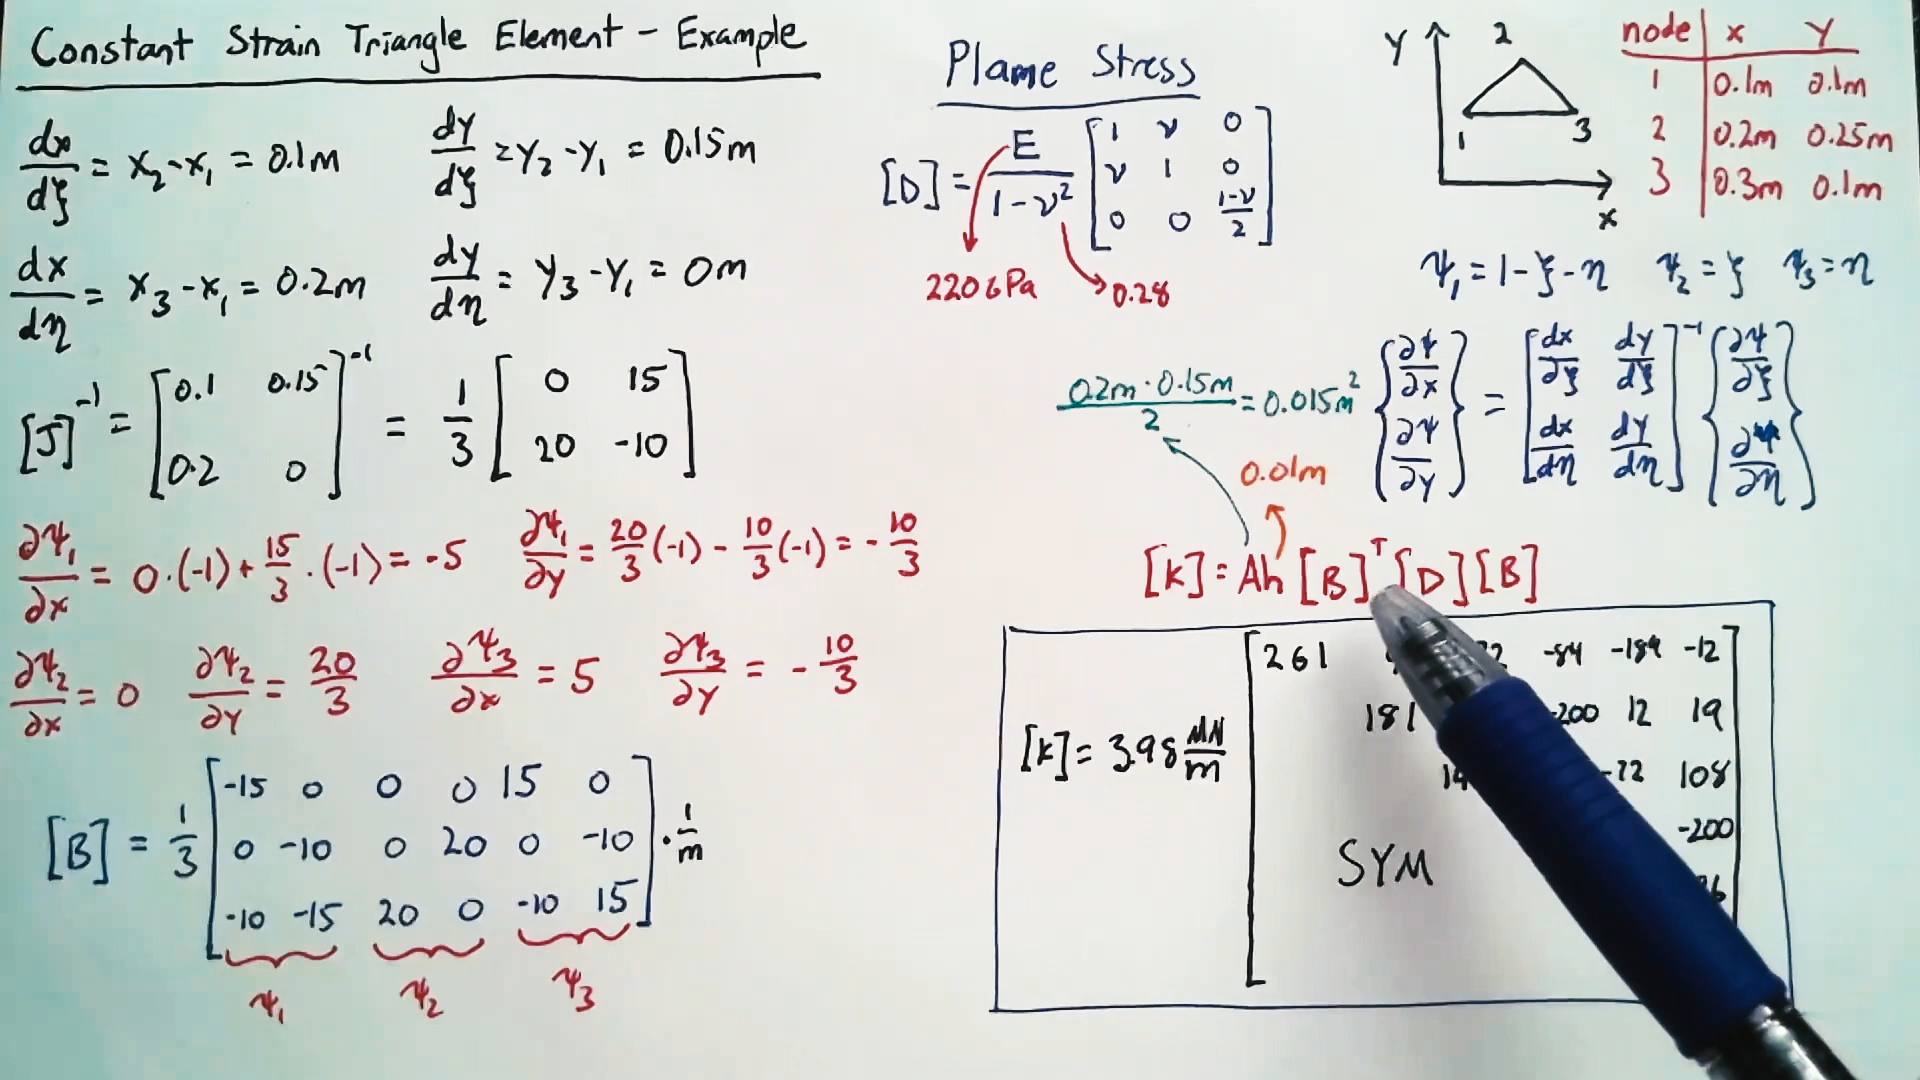 Constant Strain Triangle Element - Example
dx/dξ = x₂-x₁ = 0.1m
dy/dξ = y₂-y₁ = 0.15m
dx/dη = x₃-x₁ = 0.2m
dy/dη = y₃-y₁ = 0m
[J]⁻¹ = [0.1 0.15
0.2 0]⁻¹ = 1/3 [0 15
20 -10]
∂ψ₁/∂x = 0·(-1)+15/3·(-1) = -5
∂ψ₁/∂y = 20/3(-1) - 10/3(-1) = -10/3
∂ψ₂/∂x = 0
∂ψ₂/∂y = 20/3
∂ψ₃/∂x = 5
∂ψ₃/∂y = -10/3
[B] = 1/3 [-15 0 0 0 15 0
0 -10 0 20 0 -10
-10 -15 20 0 -10 15] · 1/m
ψ₁ ψ₂ ψ₃
Plame Stress
[D] = E/(1-ν²) [1 ν 0
ν 1 0
0 0 (1-ν)/2]
220GPa
0.28
Y
2
1
3
x
node x Y
1 0.1m 0.1m
2 0.2m 0.25m
3 0.3m 0.1m
ψ₁ = 1-ξ-η ψ₂ = ξ ψ₃ = η
{∂ψ/∂x
∂ψ/∂y} = [dx/dξ dy/dξ
dx/dη dy/dη]⁻¹ {∂ψ/∂ξ
∂ψ/∂η}
(0.2m · 0.15m)/2 = 0.015m²
0.01m
[K] = Ah [B]ᵀ [D] [B]
[K] = 3.98 MN/m
261 -84 -189 -12
181 -200 12 19
108
-200
SYM